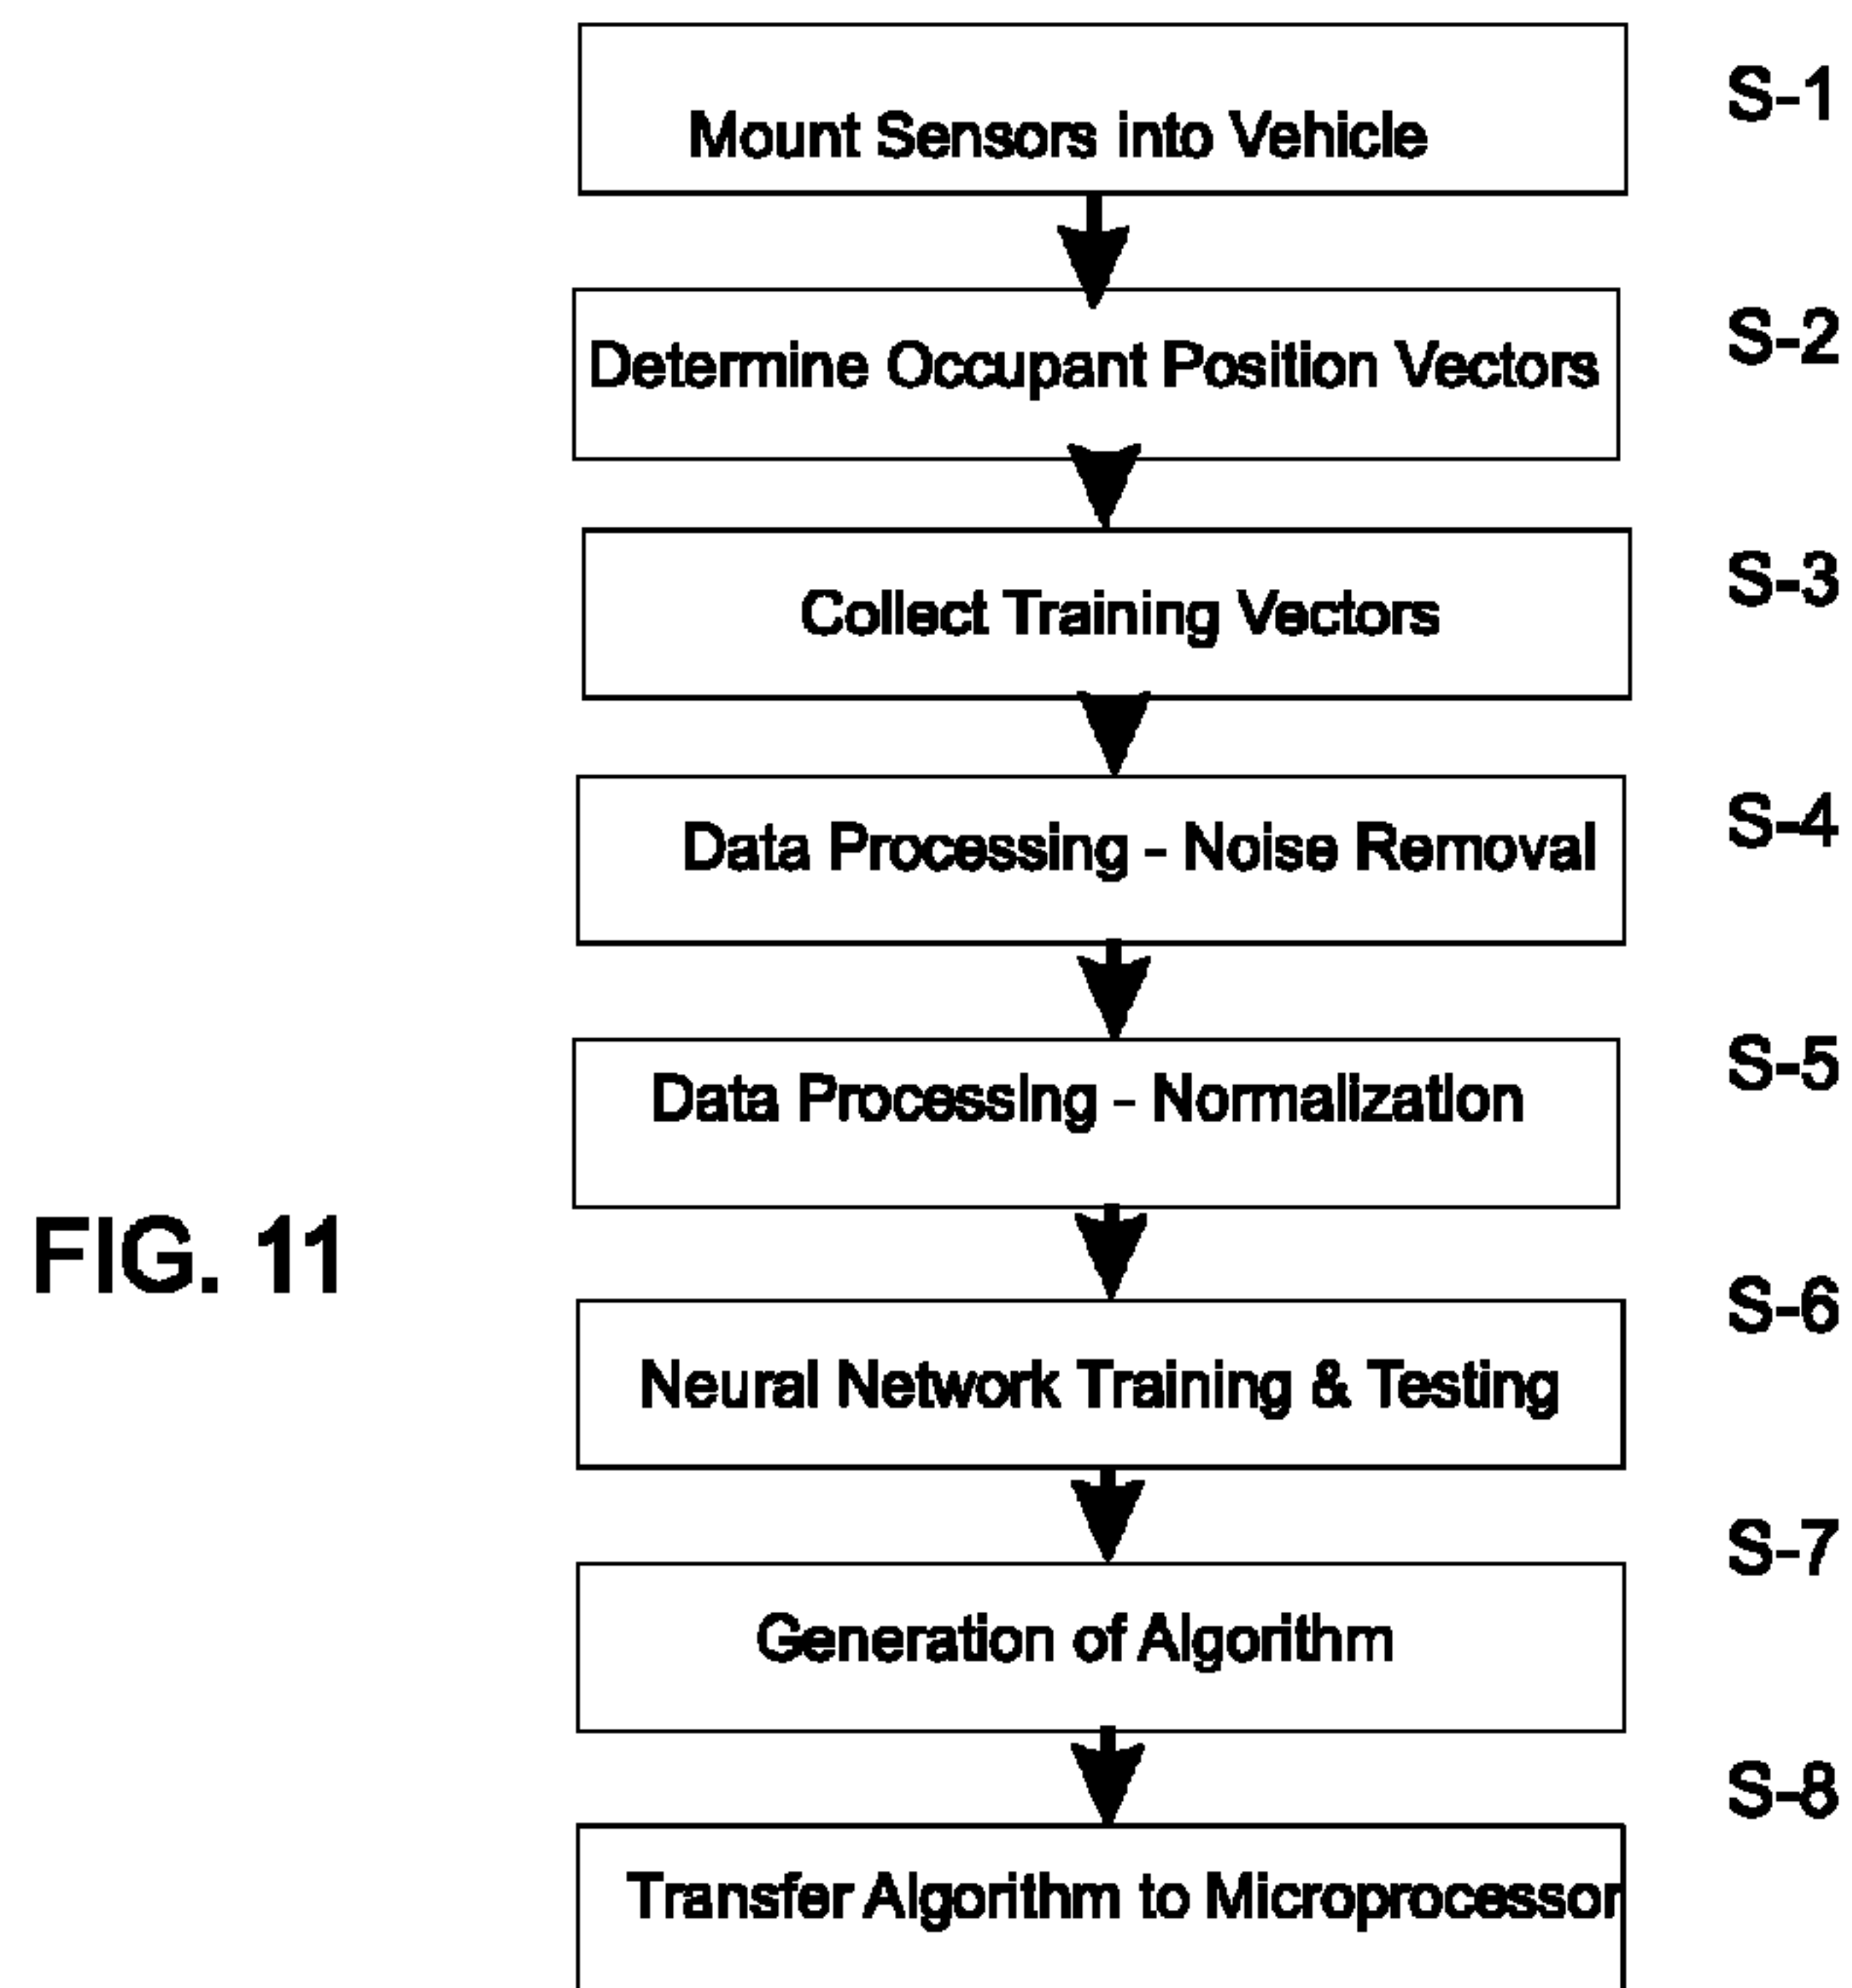 Mount Sensors into Vehicle S-1
Determine Occupant Position Vectors S-2
Collect Training Vectors S-3
Data Processing - Noise Removal S-4
Data Processing - Normalization S-5
FIG. 11
Neural Network Training & Testing S-6
Generation of Algorithm S-7
Transfer Algorithm to Microprocessor S-8